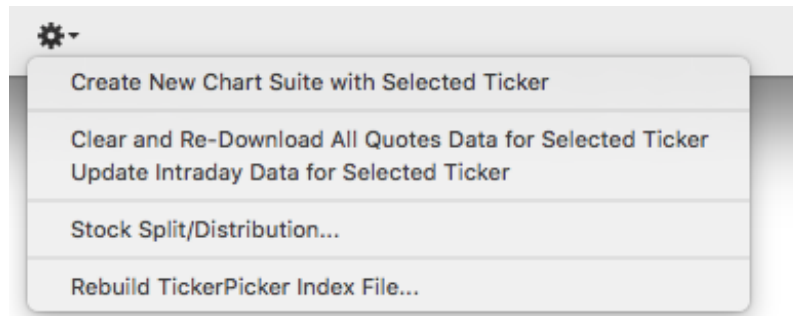 Create New Chart Suite with Selected Ticker
Clear and Re-Download All Quotes Data for Selected Ticker
Update Intraday Data for Selected Ticker
Stock Split/Distribution...
Rebuild TickerPicker Index File...